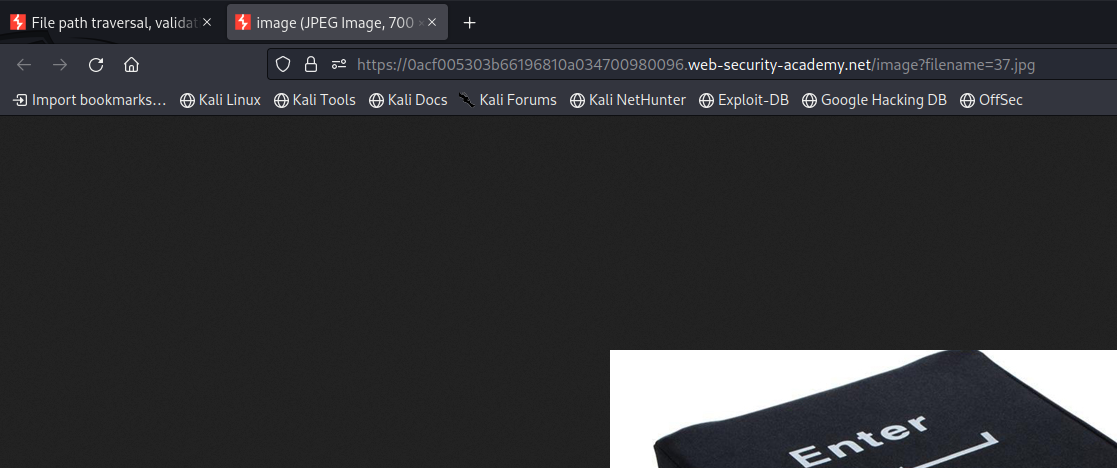 File path traversal, validat
image (JPEG Image, 700 ×
https://0acf005303b66196810a034700980096.web-security-academy.net/image?filename=37.jpg
Import bookmarks...
Kali Linux
Kali Tools
Kali Docs
Kali Forums
Kali NetHunter
Exploit-DB
Google Hacking DB
OffSec
Enter